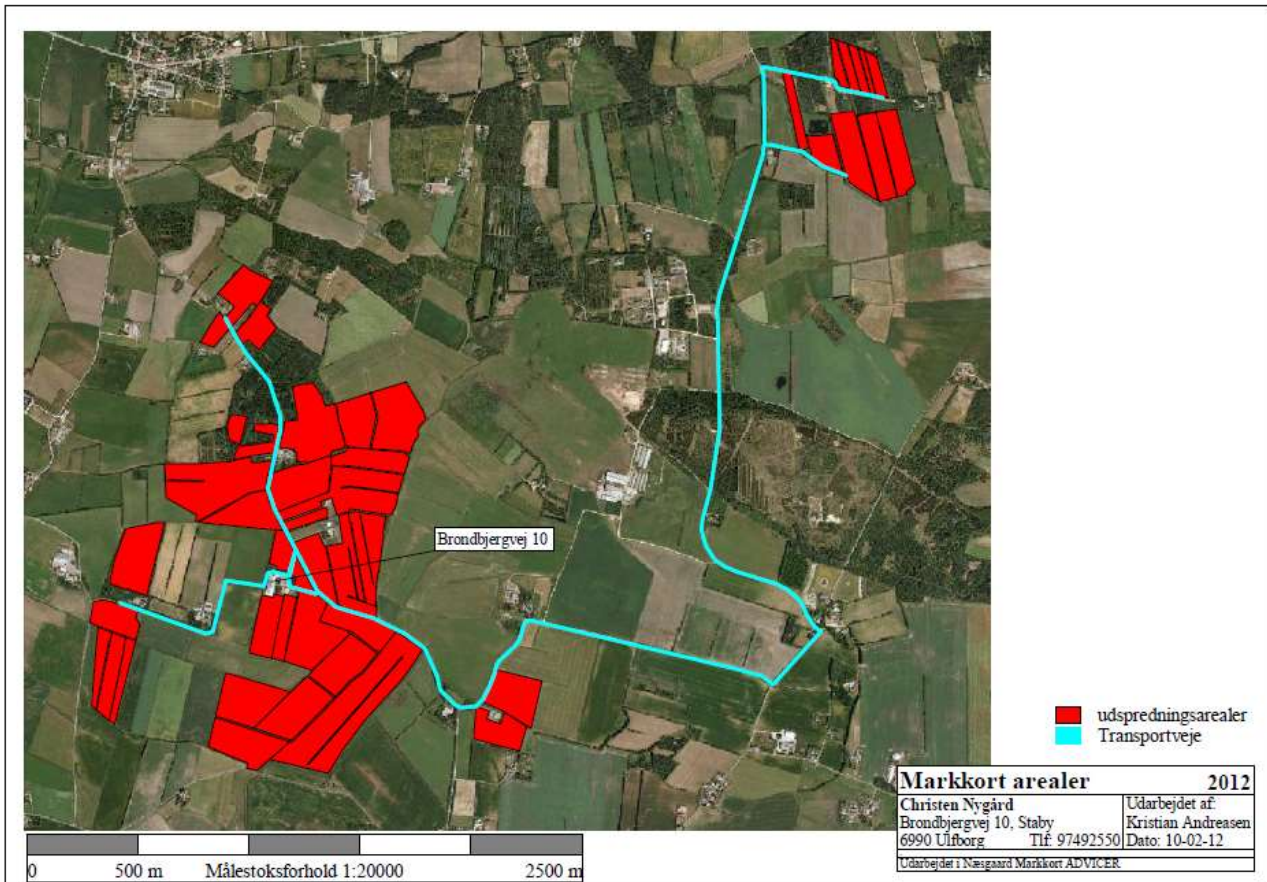 Brondbjergvej 10
udspredningsarealer
Transportveje
Markkort arealer 2012
Christen Nygård
Brondbjergvej 10, Staby
6990 Ulfborg Tlf: 97492550
Udarbejdet af:
Kristian Andreasen
Dato: 10-02-12
Udarbejdet i Næsgaard Markkort ADVICER
0 500 m Målestoksforhold 1:20000 2500 m